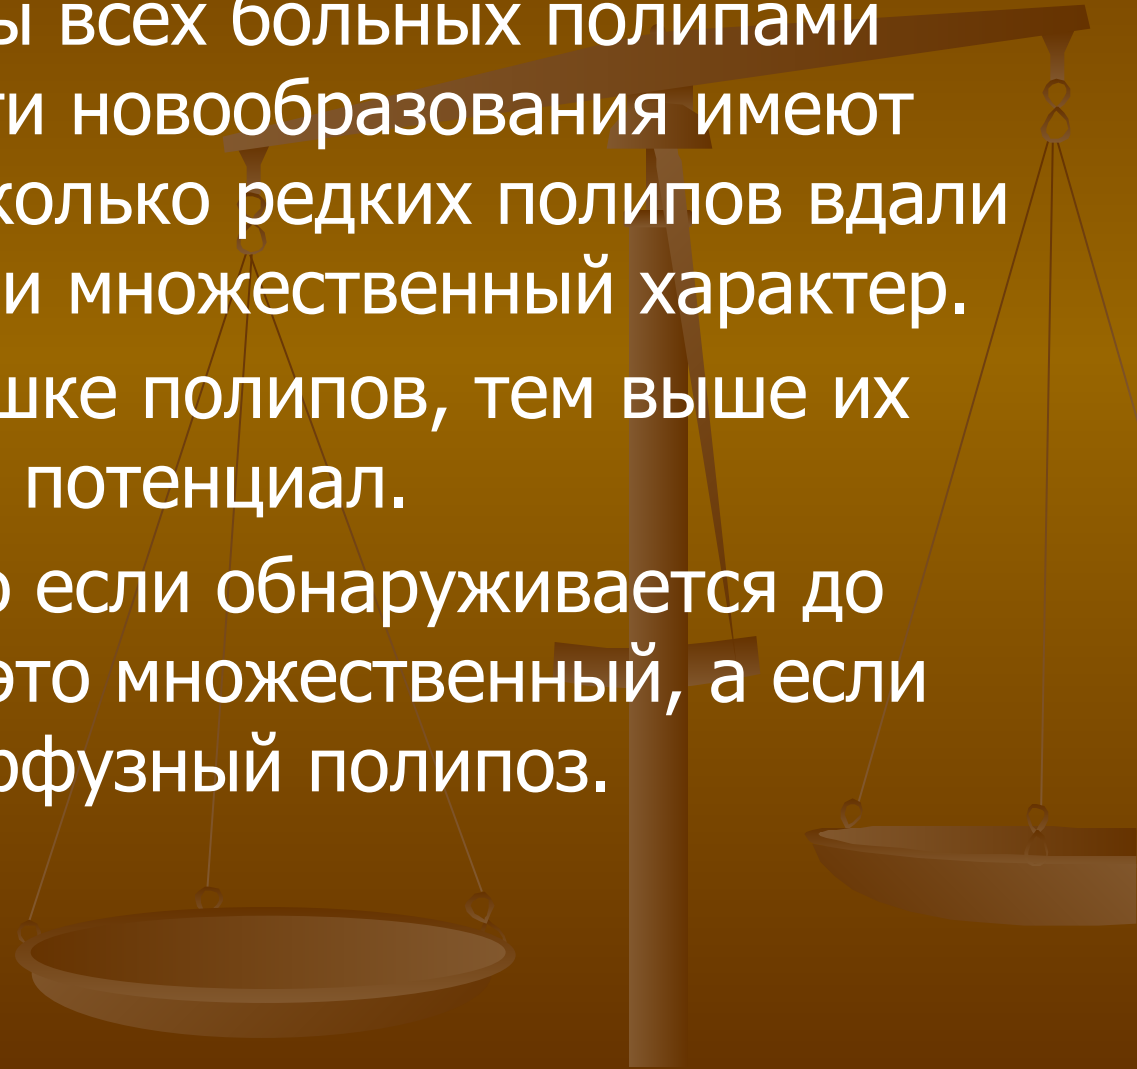 ы всех больных полипами
ти новообразования имеют
колько редких полипов вдали
и множественный характер.
шке полипов, тем выше их
потенциал.
о если обнаруживается до
это множественный, а если
офузный полипоз.